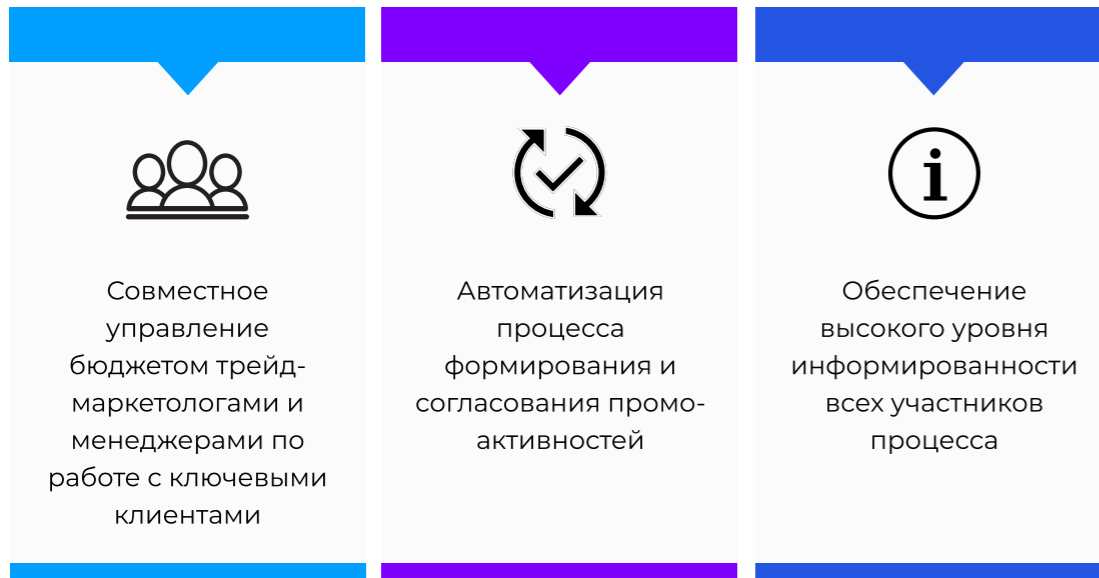 Совместное
управление
бюджетом трейд-
маркетологами и
менеджерами по
работе с ключевыми
клиентами
Автоматизация
процесса
формирования и
согласования промо-
активностей
Обеспечение
высокого уровня
информированности
всех участников
процесса